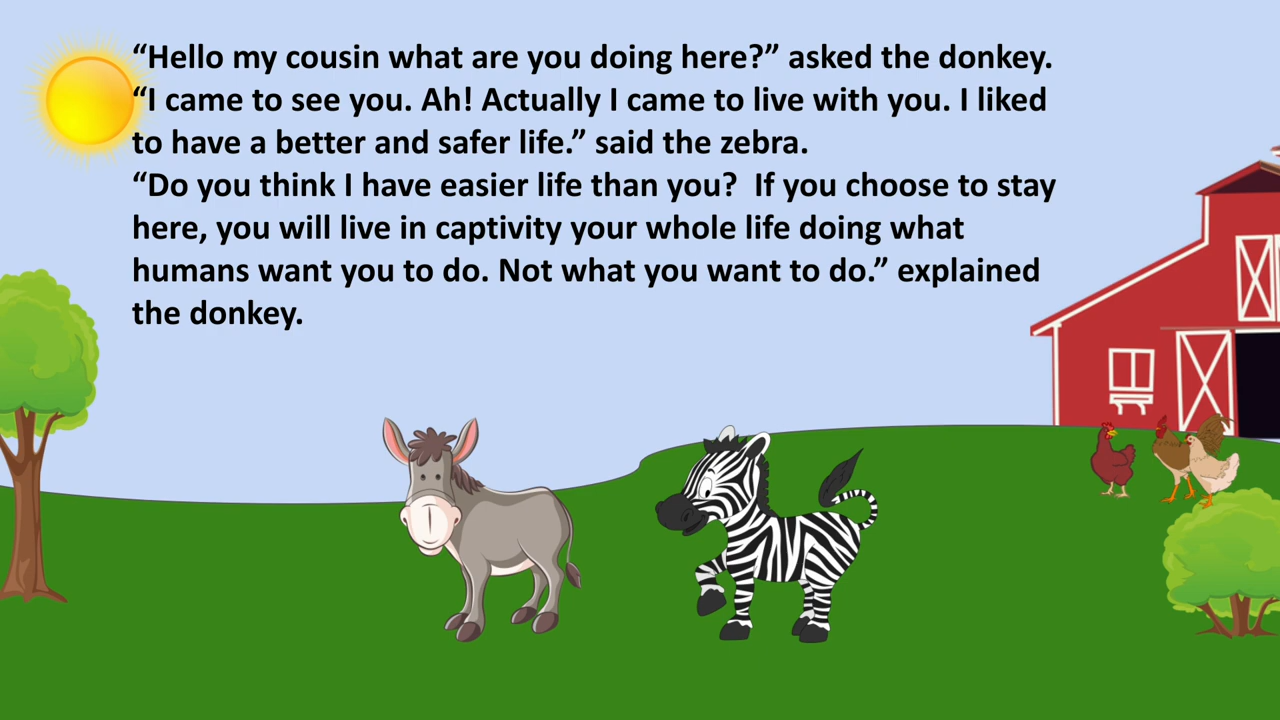 “Hello my cousin what are you doing here?” asked the donkey.
“I came to see you. Ah! Actually I came to live with you. I liked
to have a better and safer life.” said the zebra.
“Do you think I have easier life than you?  If you choose to stay
here, you will live in captivity your whole life doing what
humans want you to do. Not what you want to do.” explained
the donkey.